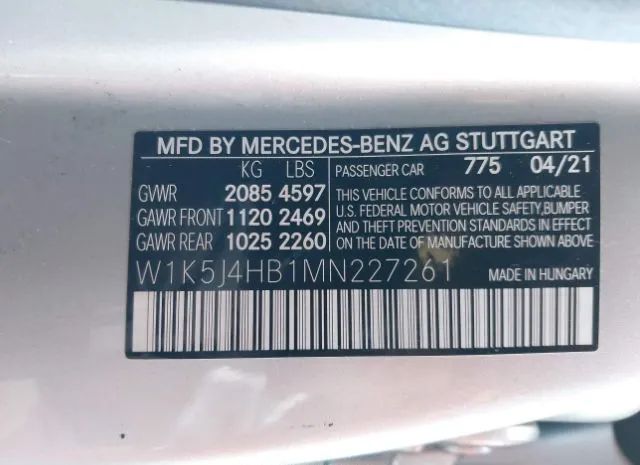 MFD BY MERCEDES-BENZ AG STUTTGART
KG LBS
GVWR 2085 4597
GAWR FRONT 1120 2469
GAWR REAR 1025 2260
PASSENGER CAR 775 04/21
THIS VEHICLE CONFORMS TO ALL APPLICABLE
U.S. FEDERAL MOTOR VEHICLE SAFETY,BUMPER
AND THEFT PREVENTION STANDARDS IN EFFECT
ON THE DATE OF MANUFACTURE SHOWN ABOVE.
W1K5J4HB1MN227261
MADE IN HUNGARY